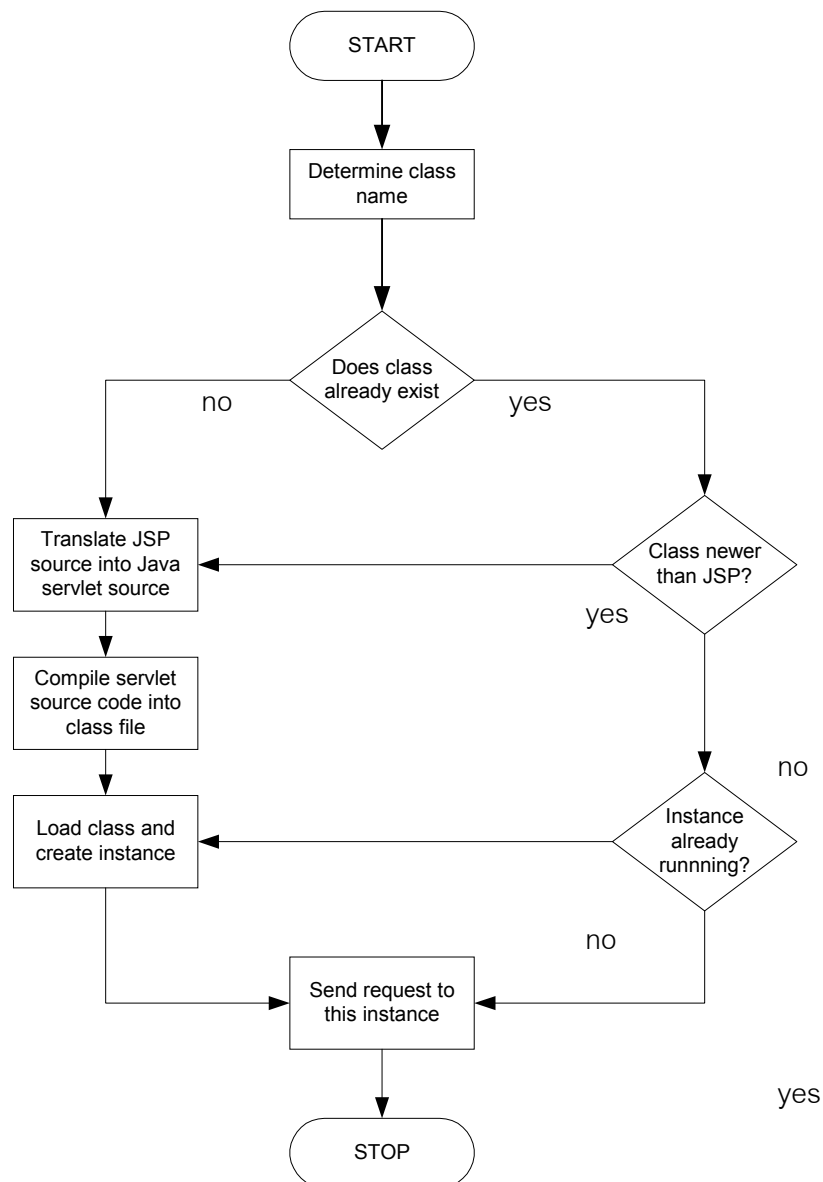 START
Determine class
name
Does class
already exist
no
yes
Translate JSP
source into Java
servlet source
Class newer
than JSP?
yes
Compile servlet
source code into
class file
no
Load class and
create instance
Instance
already
runnning?
no
Send request to
this instance
yes
STOP